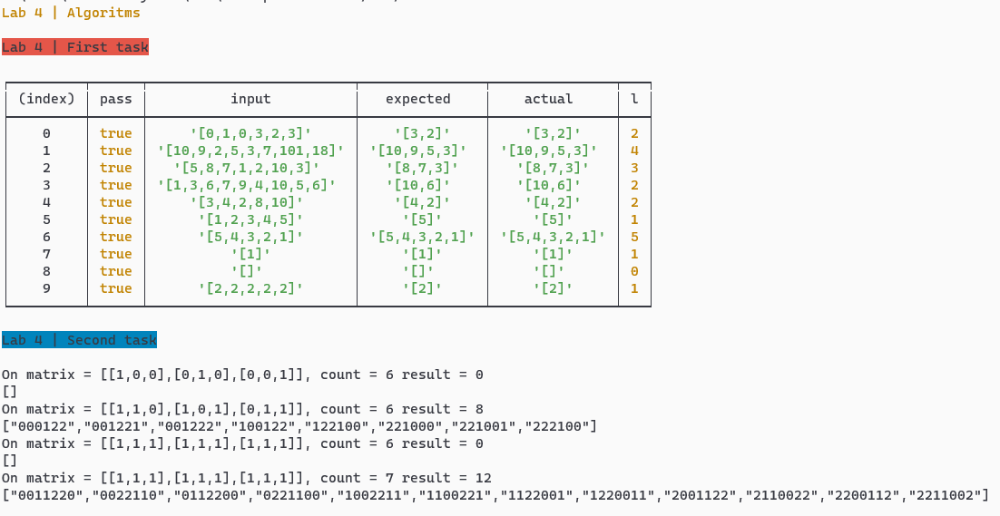 Lab 4 | Algoritms
Lab 4 | First task
(index) pass input expected actual l
0 true '[0,1,0,3,2,3]' '[3,2]' '[3,2]' 2
1 true '[10,9,2,5,3,7,101,18]' '[10,9,5,3]' '[10,9,5,3]' 4
2 true '[5,8,7,1,2,10,3]' '[8,7,3]' '[8,7,3]' 3
3 true '[1,3,6,7,9,4,10,5,6]' '[10,6]' '[10,6]' 2
4 true '[3,4,2,8,10]' '[4,2]' '[4,2]' 2
5 true '[1,2,3,4,5]' '[5]' '[5]' 1
6 true '[5,4,3,2,1]' '[5,4,3,2,1]' '[5,4,3,2,1]' 5
7 true '[1]' '[1]' '[1]' 1
8 true '[]' '[]' '[]' 0
9 true '[2,2,2,2,2]' '[2]' '[2]' 1
Lab 4 | Second task
On matrix = [[1,0,0],[0,1,0],[0,0,1]], count = 6 result = 0
[]
On matrix = [[1,1,0],[1,0,1],[0,1,1]], count = 6 result = 8
["000122","001221","001222","100122","122100","221000","221001","222100"]
On matrix = [[1,1,1],[1,1,1],[1,1,1]], count = 6 result = 0
[]
On matrix = [[1,1,1],[1,1,1],[1,1,1]], count = 7 result = 12
["0011220","0022110","0112200","0221100","1002211","1100221","1122001","1220011","2001122","2110022","2200112","2211002"]